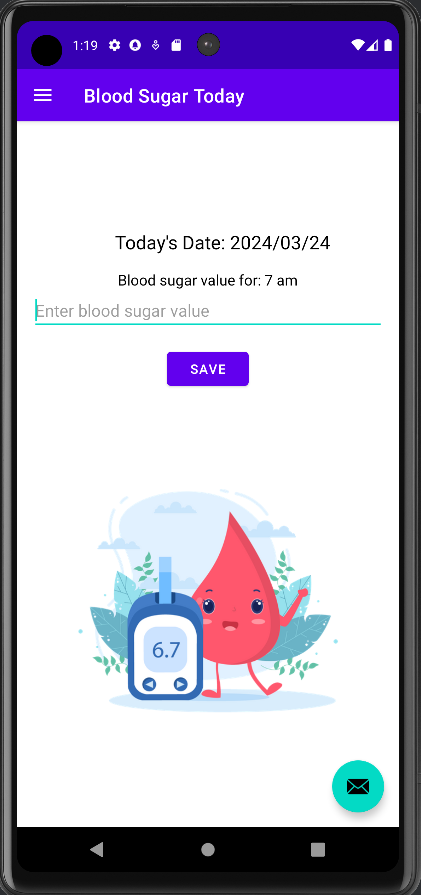 1:19
Blood Sugar Today
Today's Date: 2024/03/24
Blood sugar value for: 7 am
Enter blood sugar value
SAVE
6.7